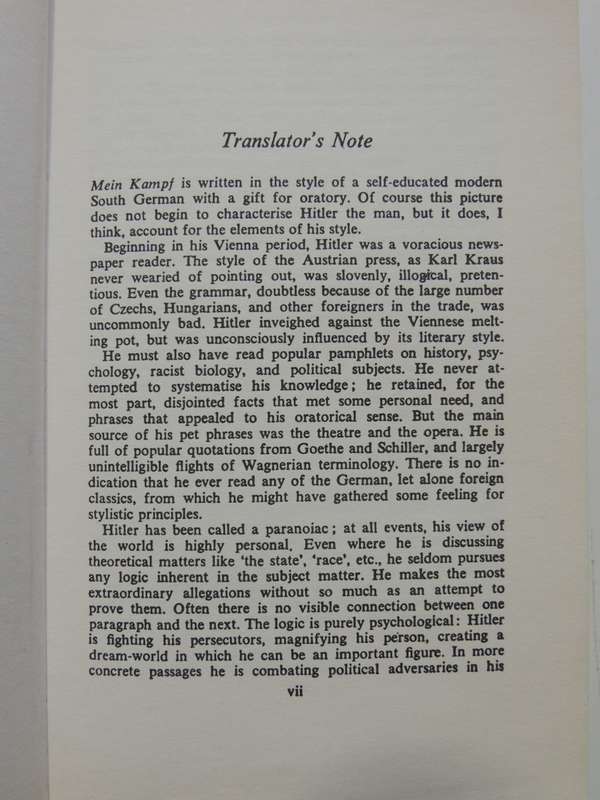 Translator's Note
Mein Kampf is written in the style of a self-educated modern
South German with a gift for oratory. Of course this picture
does not begin to characterise Hitler the man, but it does, I
think, account for the elements of his style.
Beginning in his Vienna period, Hitler was a voracious news-
paper reader. The style of the Austrian press, as Karl Kraus
never wearied of pointing out, was slovenly, illogical, preten-
tious. Even the grammar, doubtless because of the large number
of Czechs, Hungarians, and other foreigners in the trade, was
uncommonly bad. Hitler inveighed against the Viennese melt-
ing pot, but was unconsciously influenced by its literary style.
He must also have read popular pamphlets on history, psy-
chology, racist biology, and political subjects. He never at-
tempted to systematise his knowledge; he retained, for the
most part, disjointed facts that met some personal need, and
phrases that appealed to his oratorical sense. But the main
source of his pet phrases was the theatre and the opera. He is
full of popular quotations from Goethe and Schiller, and largely
unintelligible flights of Wagnerian terminology. There is no in-
dication that he ever read any of the German, let alone foreign
classics, from which he might have gathered some feeling for
stylistic principles.
Hitler has been called a paranoiac; at all events, his view of
the world is highly personal. Even where he is discussing
theoretical matters like 'the state', 'race', etc., he seldom pursues
any logic inherent in the subject matter. He makes the most
extraordinary allegations without so much as an attempt to
prove them. Often there is no visible connection between one
paragraph and the next. The logic is purely psychological: Hitler
is fighting his persecutors, magnifying his person, creating a
dream-world in which he can be an important figure. In more
concrete passages he is combating political adversaries in his
vii